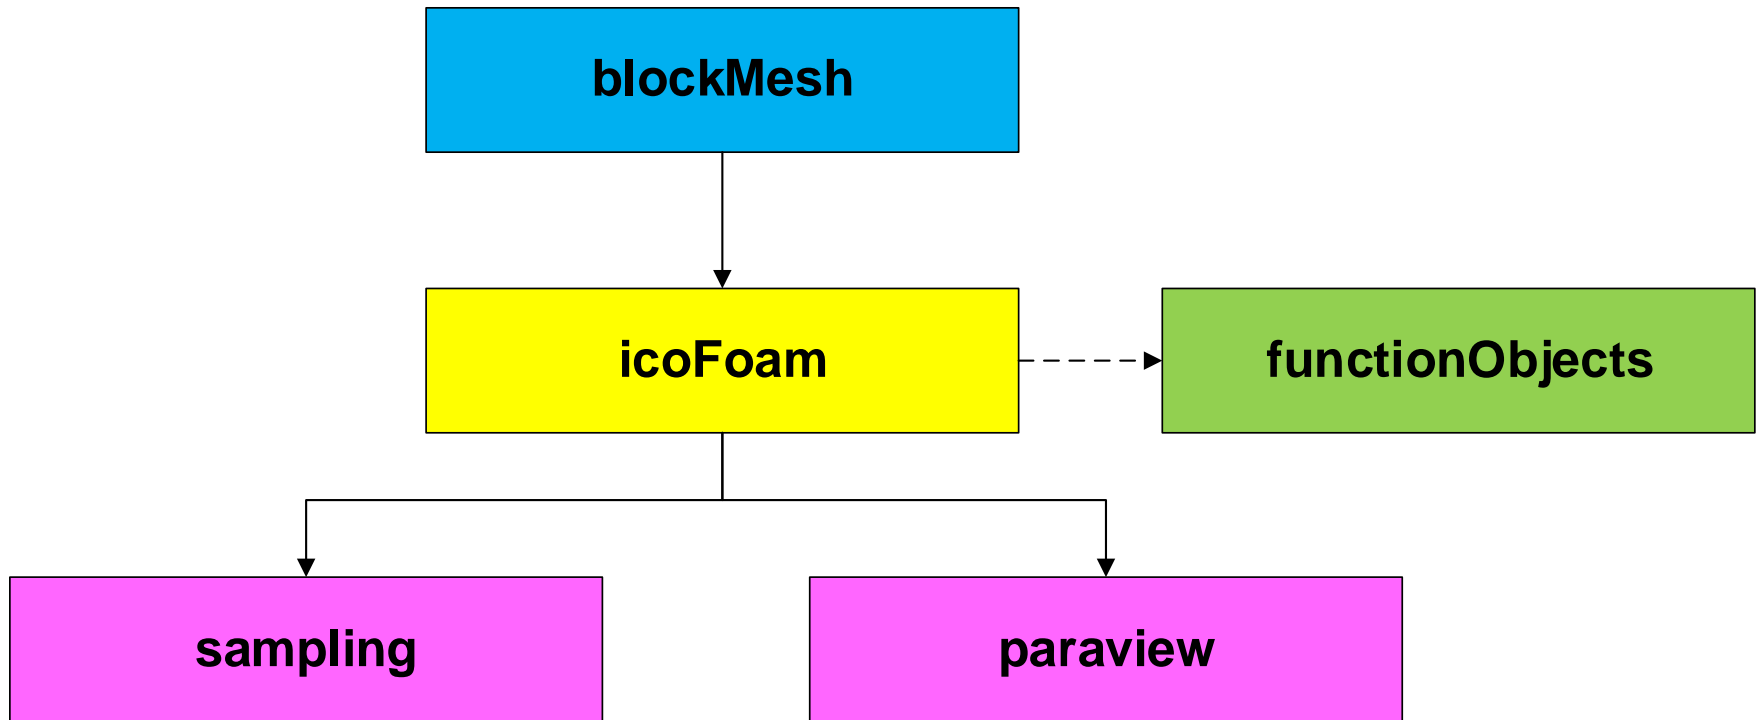 blockMesh
icoFoam
functionObjects
sampling
paraview